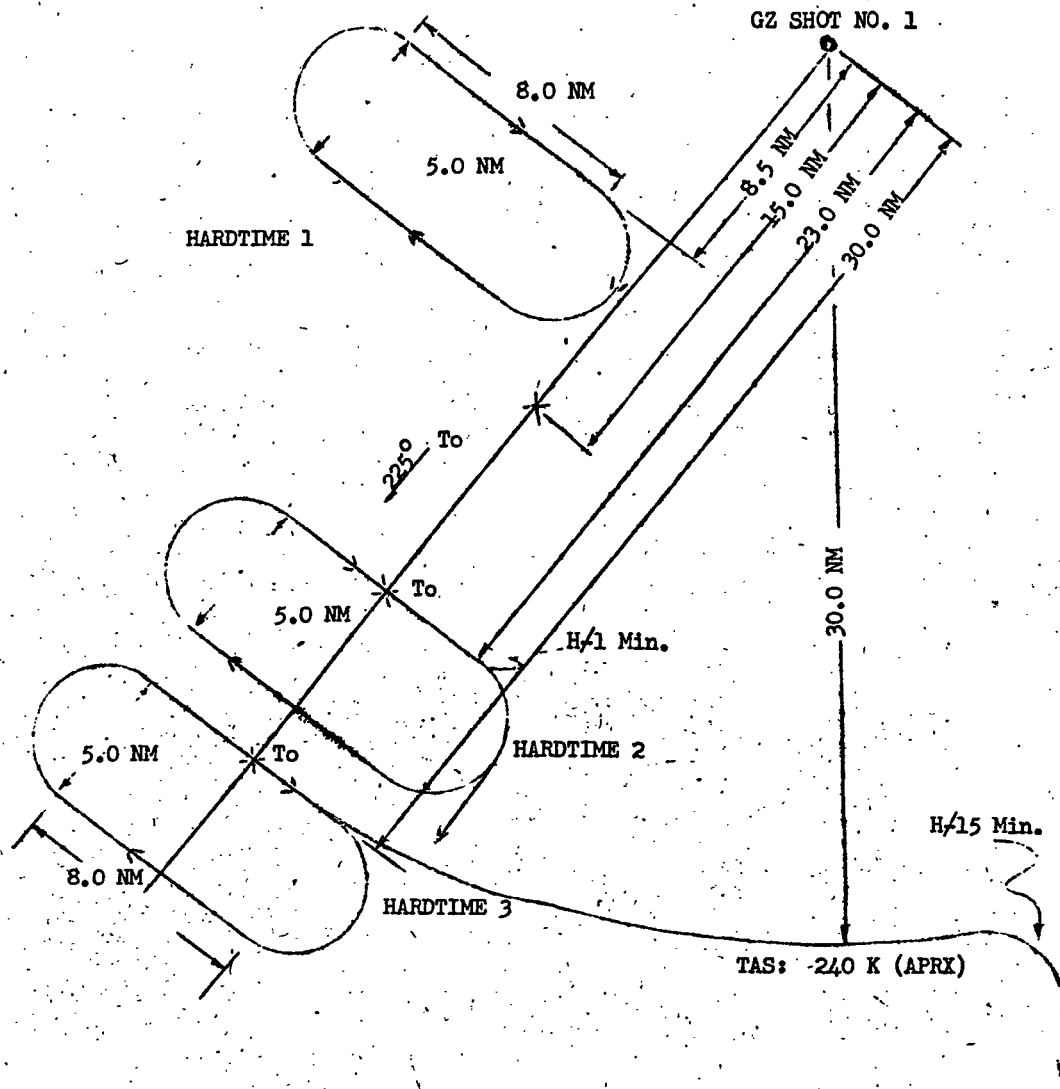 GZ SHOT NO. 1
8.0 NM
5.0 NM
8.5 NM
15.0 NM
23.0 NM
30.0 NM
HARDTIME 1
225° To
30.0 NM
To
5.0 NM
H/1 Min.
HARDTIME 2
5.0 NM
To
H/15 Min.
8.0 NM
HARDTIME 3
TAS: 240 K (APRX)